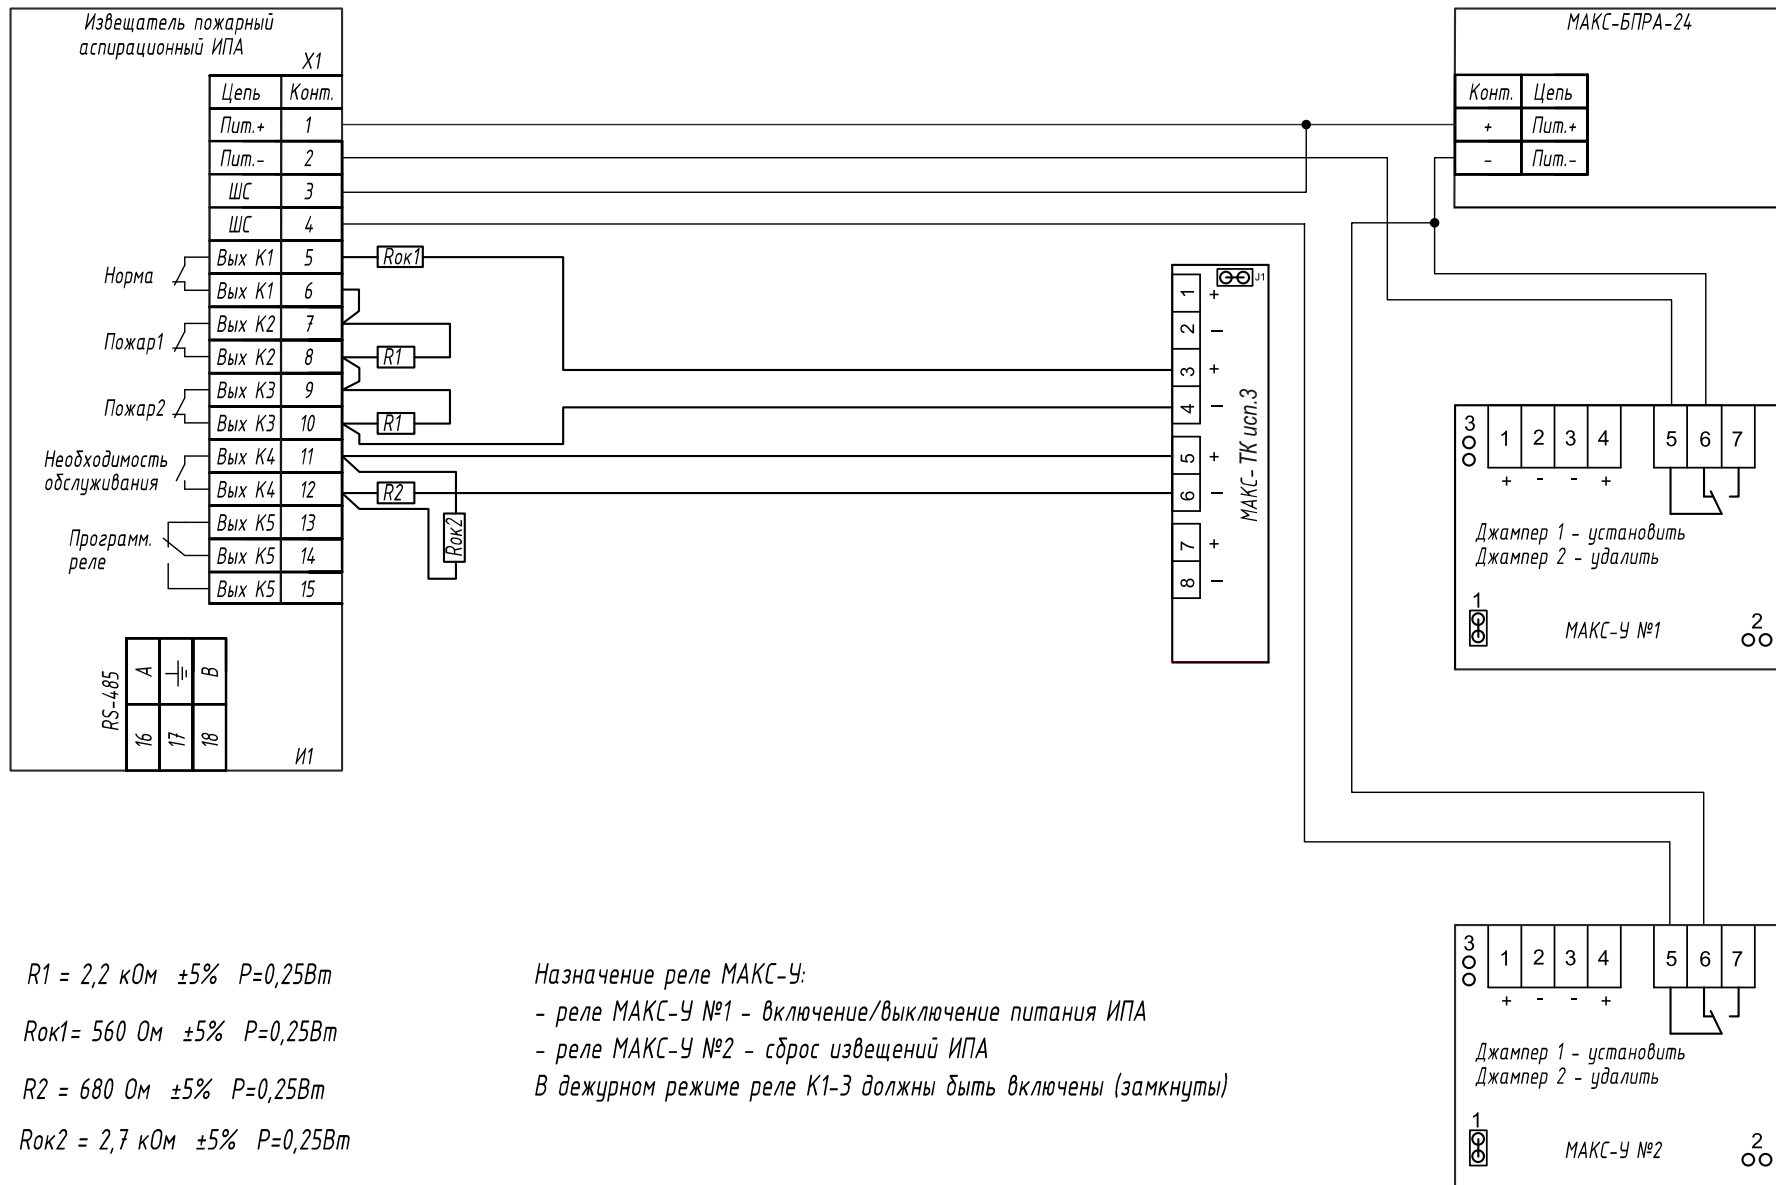 Извещатель пожарный
аспирационный ИПА
X1
Цепь Конт.
Пит.+ 1
Пит.- 2
ШС 3
ШС 4
Вых К1 5
Вых К1 6
Вых К2 7
Вых К2 8
Вых К3 9
Вых К3 10
Вых К4 11
Вых К4 12
Вых К5 13
Вых К5 14
Вых К5 15
Норма
Пожар1
Пожар2
Необходимость
обслуживания
Программ.
реле
RS-485
A B
16 17 18
И1
Rок1
R1
R1
R2
Rок2
J1
1 +
2 -
3 +
4 -
5 +
6 -
7 +
8 -
МАКС- ТК исп.3
МАКС-БПРА-24
Конт. Цепь
+ Пит.+
- Пит.-
3
1 2 3 4 5 6 7
+ - - +
Джампер 1 - установить
Джампер 2 - удалить
1
МАКС-У №1
2
3
1 2 3 4 5 6 7
+ - - +
Джампер 1 - установить
Джампер 2 - удалить
1
МАКС-У №2
2
R1 = 2,2 кОм ±5% P=0,25Вт
Rок1= 560 Ом ±5% P=0,25Вт
R2 = 680 Ом ±5% P=0,25Вт
Rок2 = 2,7 кОм ±5% P=0,25Вт
Назначение реле МАКС-У:
- реле МАКС-У №1 - включение/выключение питания ИПА
- реле МАКС-У №2 - сброс извещений ИПА
В дежурном режиме реле К1-3 должны быть включены (замкнуты)